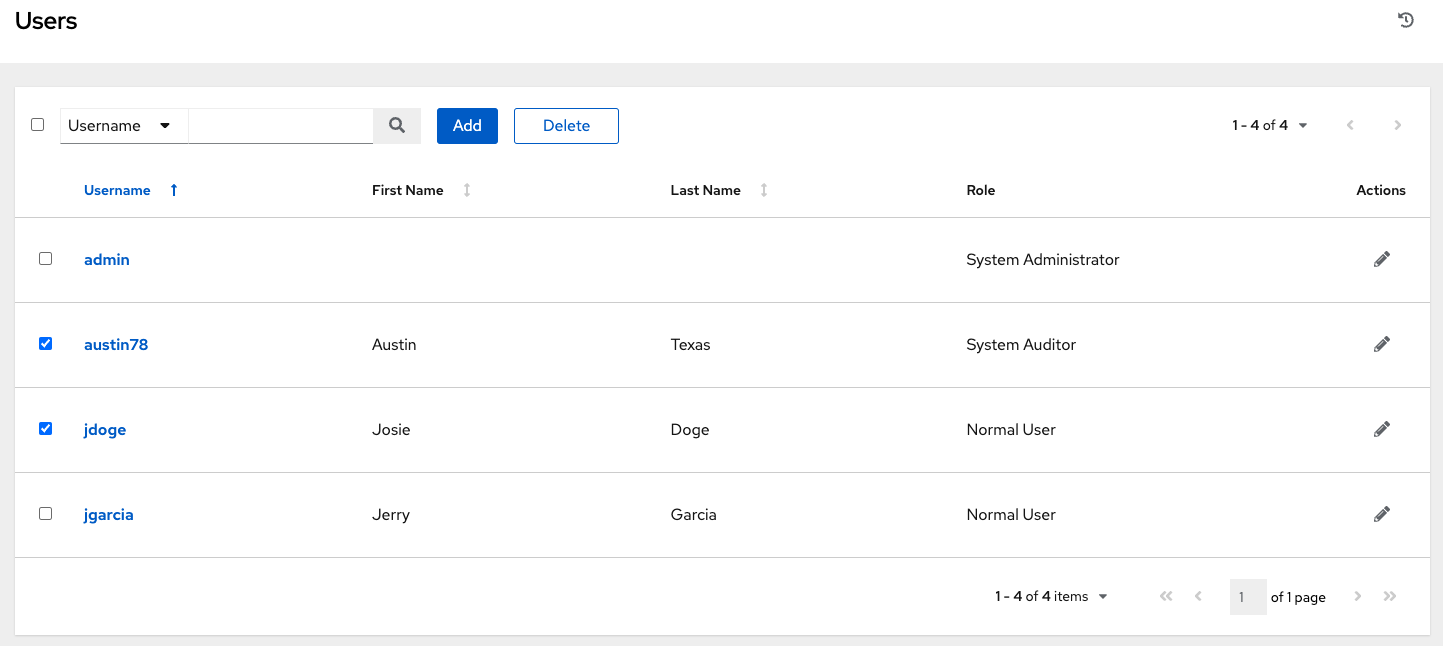 Users
Username Add Delete 1 - 4 of 4
Username First Name Last Name Role Actions
admin System Administrator
austin78 Austin Texas System Auditor
jdoge Josie Doge Normal User
jgarcia Jerry Garcia Normal User
1 - 4 of 4 items 1 of 1 page